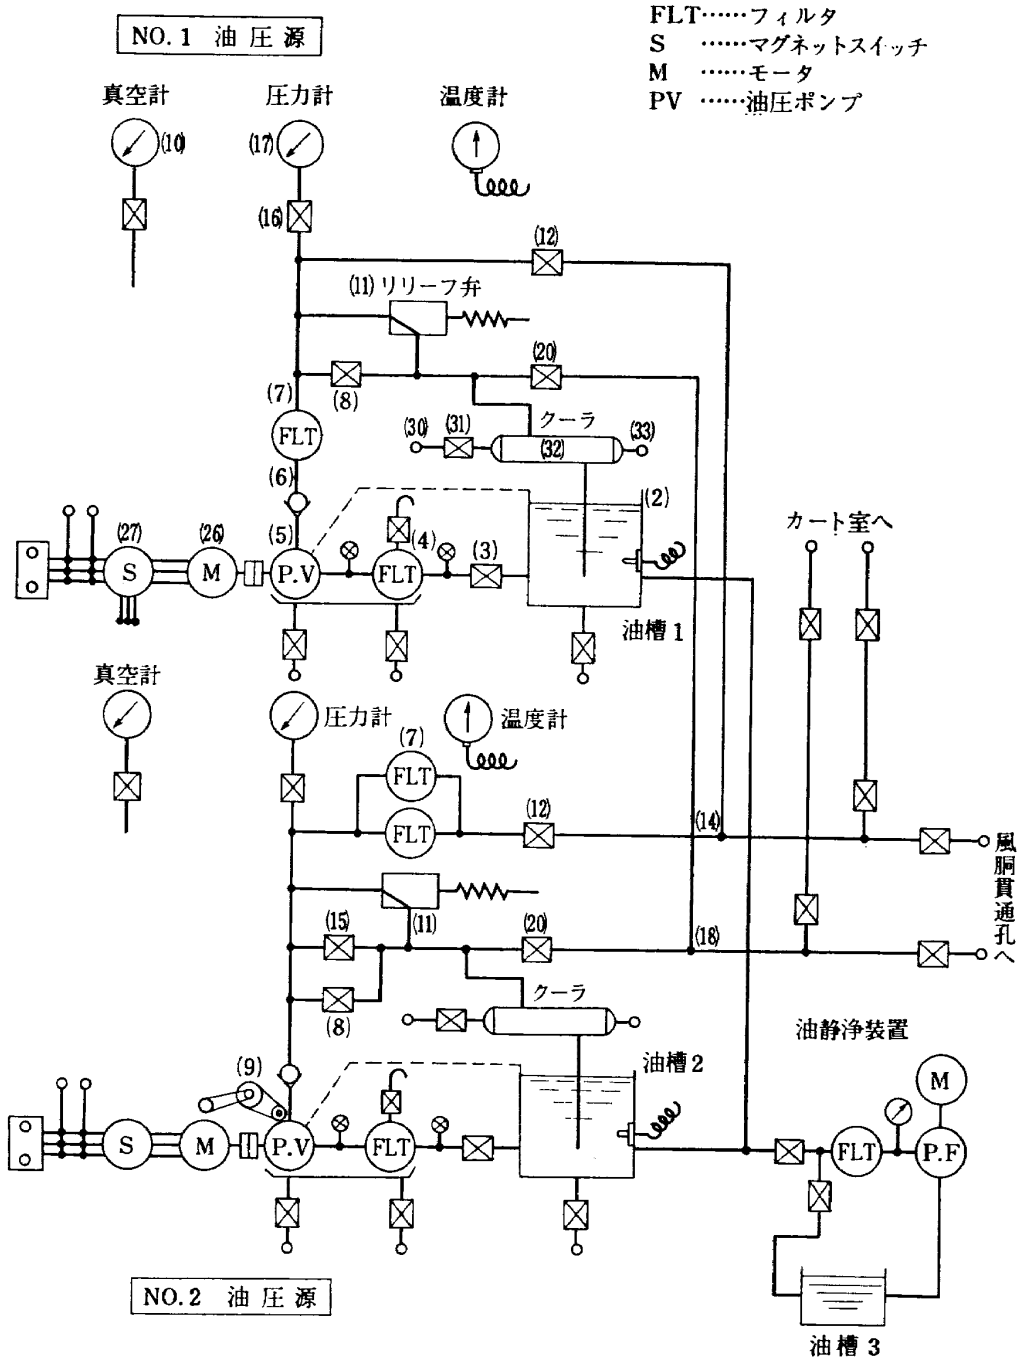 FLT……フィルタ
S ……マグネットスイッチ
M ……モータ
PV ……油圧ポンプ
NO.1 油圧源
真空計
圧力計
温度計
(10)
(17)
(16)
(12)
(11)リリーフ弁
(20)
(8)
(7)
FLT
クーラ
(30)
(31)
(32)
(33)
(6)
(2)
(27)
(26)
(5)
(4)
(3)
S
M
P.V
FLT
油槽1
カート室へ
真空計
圧力計
温度計
(7)
FLT
FLT
(12)
(14)
風胴貫通孔へ
(11)
(15)
(20)
(18)
(8)
クーラ
油静浄装置
(9)
油槽2
M
S
M
P.V
FLT
FLT
P.F
NO.2 油圧源
油槽3